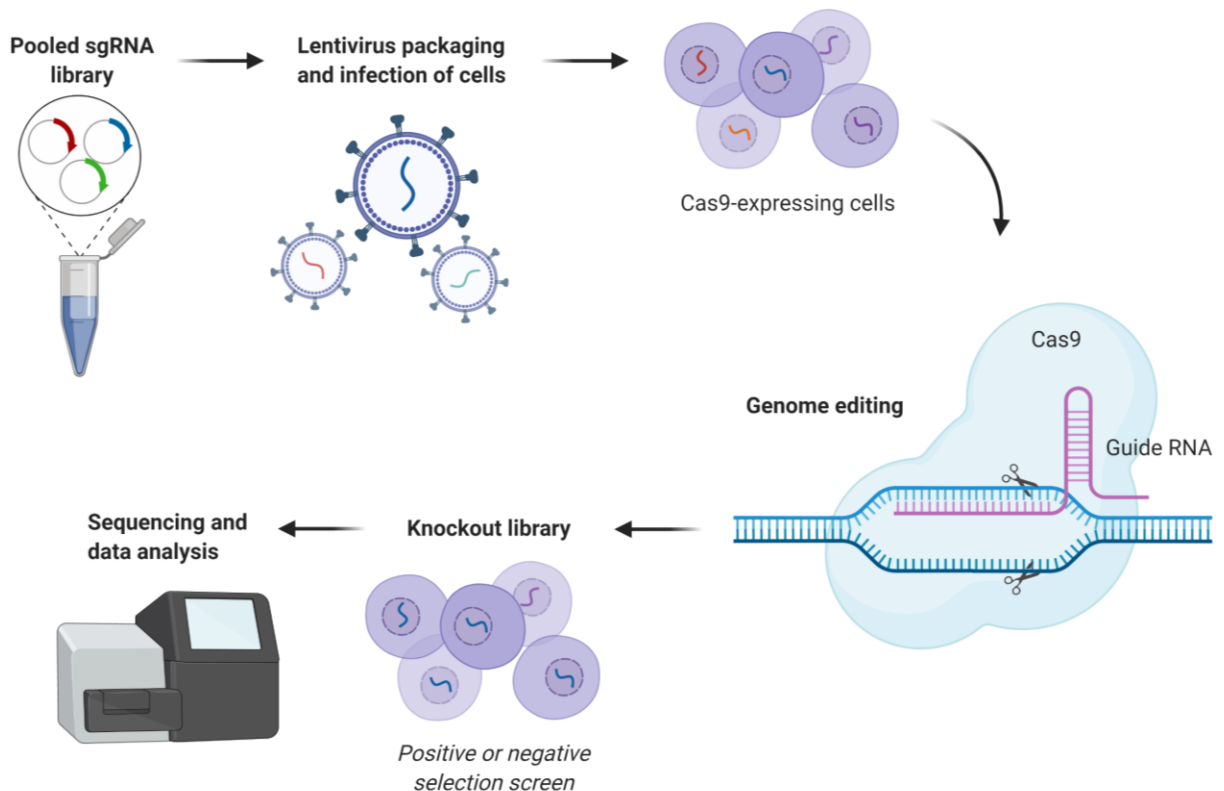 Pooled sgRNA
library
Lentivirus packaging
and infection of cells
Cas9-expressing cells
Cas9
Genome editing
Guide RNA
Knockout library
Positive or negative
selection screen
Sequencing and
data analysis